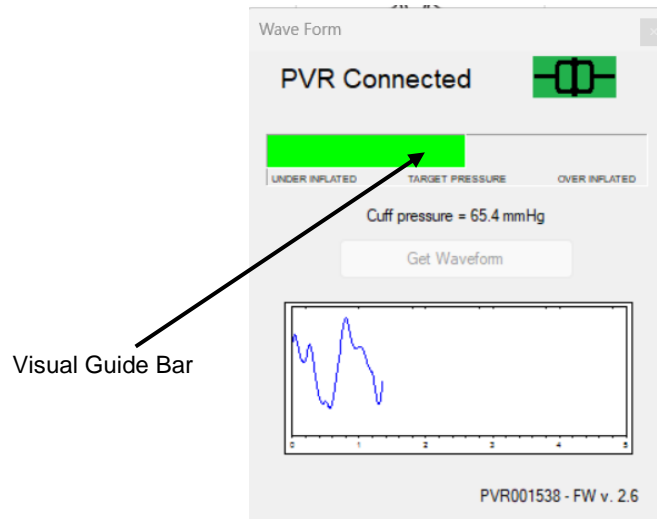 Wave Form
PVR Connected
UNDER INFLATED TARGET PRESSURE OVER INFLATED
Cuff pressure = 65.4 mmHg
Get Waveform
Visual Guide Bar
0 1 2 3 4 5
PVR001538 - FW v. 2.6